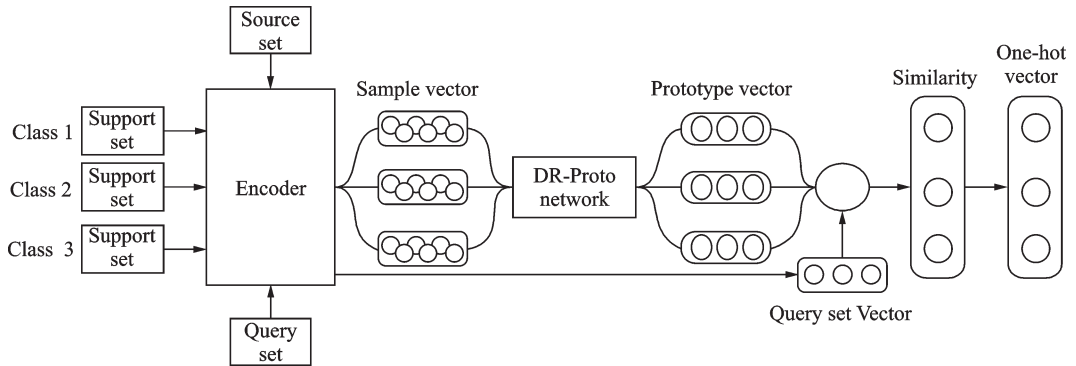 Source
set
Class 1
Support
set
Class 2
Support
set
Class 3
Support
set
Encoder
Query
set
Sample vector
DR-Proto
network
Prototype vector
Query set Vector
Similarity
One-hot
vector